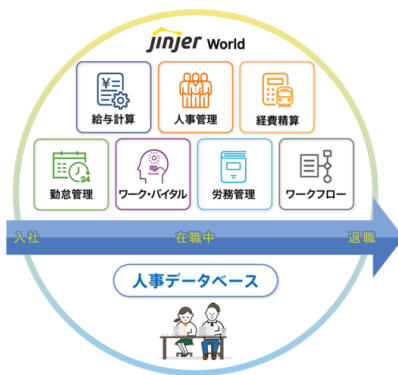 jinjer World
給与計算
人事管理
経費精算
24
勤怠管理
ワーク・バイタル
労務管理
ワークフロー
入社
在職中
退職
人事データベース